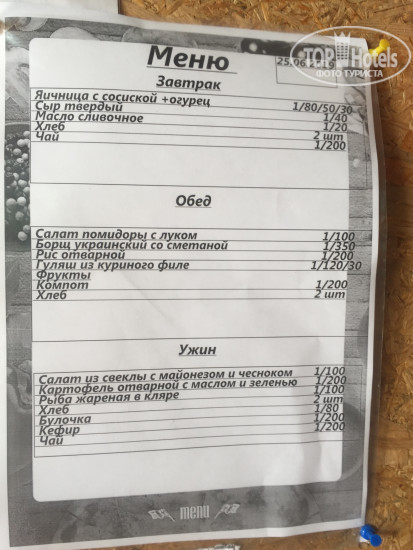 Меню
TOP Hotels
ФОТО ТУРИСТА
Завтрак
Яичница с сосиской +огурец 1/80/50/30
Сыр твердый 1/40
Масло сливочное 1/20
Хлеб 2 шт
Чай 1/200
Обед
Салат помидоры с луком 1/100
Борщ украинский со сметаной 1/350
Рис отварной 1/200
Гуляш из куриного филе 1/120/30
Фрукты
Компот 1/200
Хлеб 2 шт
Ужин
Салат из свеклы с майонезом и чесноком 1/100
Картофель отварной с маслом и зеленью 1/200
Рыба жареная в кляре 1/100
Хлеб 2 шт
Булочка 1/80
Кефир 1/200
Чай 1/200
menu